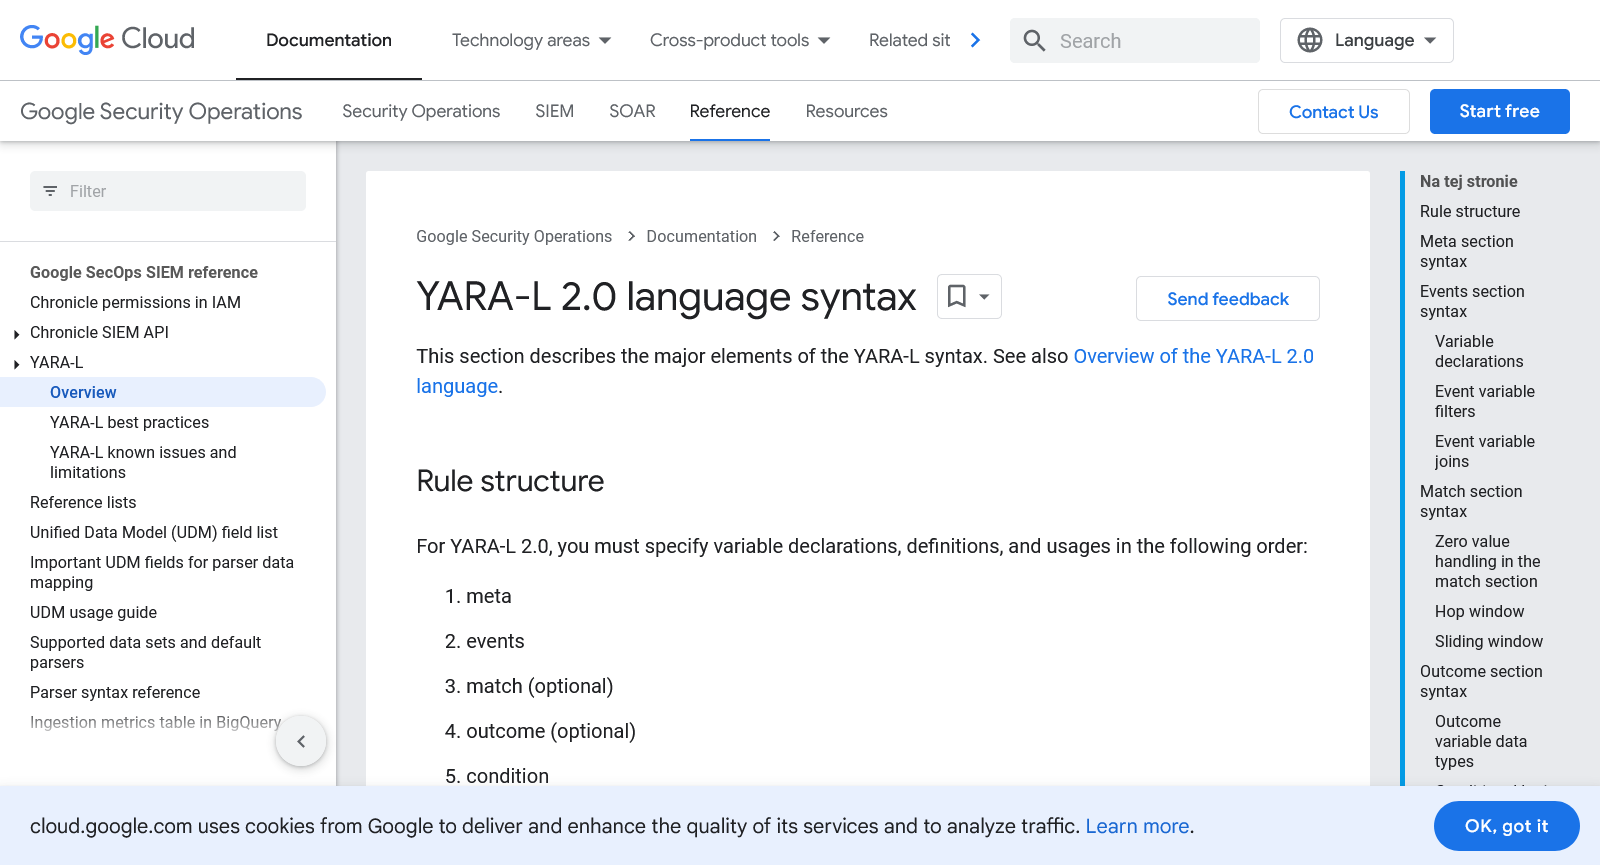 Google Cloud
Documentation
Technology areas
Cross-product tools
Related sit
Search
Language
Google Security Operations
Security Operations
SIEM
SOAR
Reference
Resources
Contact Us
Start free
Filter
Google SecOps SIEM reference
Chronicle permissions in IAM
Chronicle SIEM API
YARA-L
Overview
YARA-L best practices
YARA-L known issues and
limitations
Reference lists
Unified Data Model (UDM) field list
Important UDM fields for parser data
mapping
UDM usage guide
Supported data sets and default
parsers
Parser syntax reference
Ingestion metrics table in BigQuery
Google Security Operations
Documentation
Reference
YARA-L 2.0 language syntax
Send feedback
This section describes the major elements of the YARA-L syntax. See also Overview of the YARA-L 2.0
language.
Rule structure
For YARA-L 2.0, you must specify variable declarations, definitions, and usages in the following order:
1. meta
2. events
3. match (optional)
4. outcome (optional)
5. condition
Na tej stronie
Rule structure
Meta section
syntax
Events section
syntax
Variable
declarations
Event variable
filters
Event variable
joins
Match section
syntax
Zero value
handling in the
match section
Hop window
Sliding window
Outcome section
syntax
Outcome
variable data
types
cloud.google.com uses cookies from Google to deliver and enhance the quality of its services and to analyze traffic. Learn more.
OK, got it